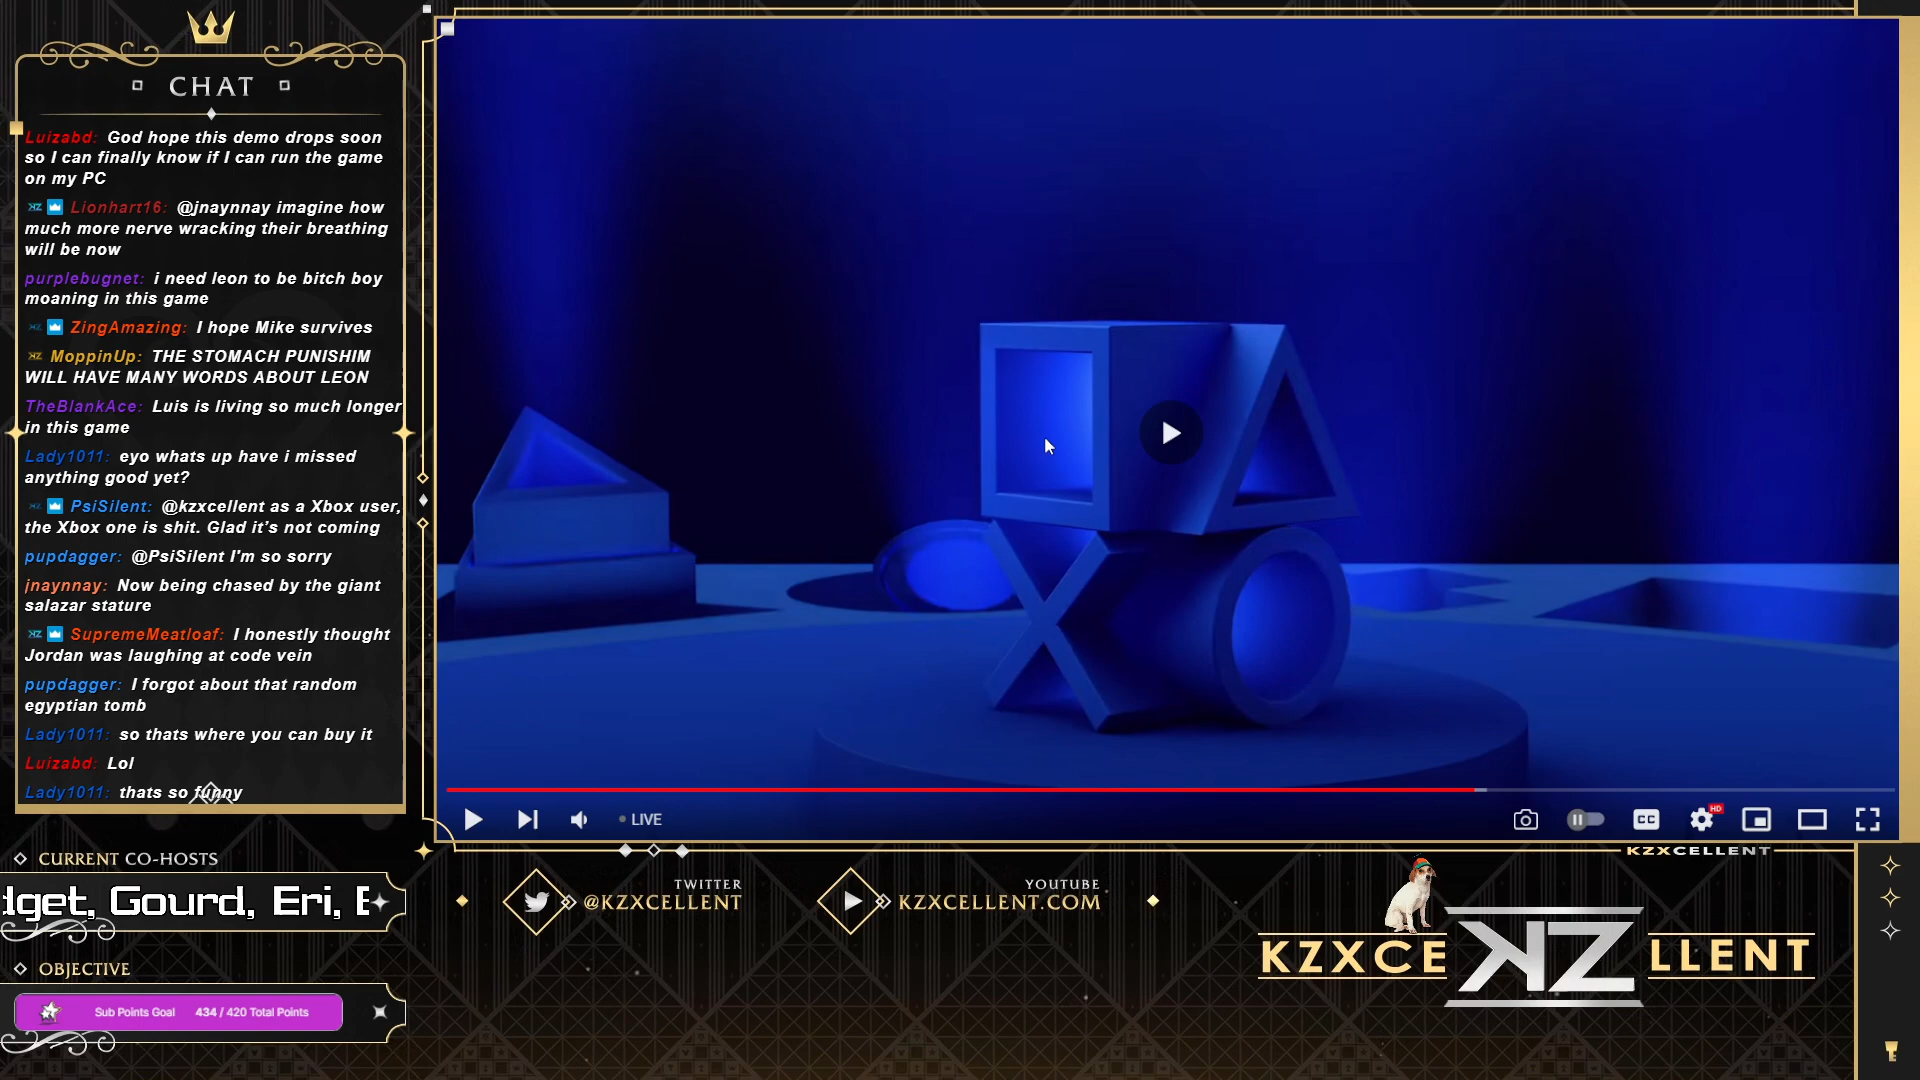 CHAT
Luizabd: God hope this demo drops soon
so I can finally know if I can run the game
on my PC
KZ Lionhart16: @jnaynnay imagine how
much more nerve wracking their breathing
will be now
purplebugnet: i need leon to be bitch boy
moaning in this game
KZ ZingAmazing: I hope Mike survives
KZ MoppinUp: THE STOMACH PUNISHIM
WILL HAVE MANY WORDS ABOUT LEON
TheBlankAce: Luis is living so much longer
in this game
Lady1011: eyo whats up have i missed
anything good yet?
KZ PsiSilent: @kzxcellent as a Xbox user,
the Xbox one is shit. Glad it’s not coming
pupdagger: @PsiSilent I'm so sorry
jnaynnay: Now being chased by the giant
salazar stature
KZ SupremeMeatloaf: I honestly thought
Jordan was laughing at code vein
pupdagger: I forgot about that random
egyptian tomb
Lady1011: so thats where you can buy it
Luizabd: Lol
Lady1011: thats so funny
LIVE
CC
HD
CURRENT CO-HOSTS
dget, Gourd, Eri, E
OBJECTIVE
Sub Points Goal 434 / 420 Total Points
TWITTER
@KZXCELLENT
YOUTUBE
KZXCELLENT.COM
KZXCELLENT
KZXCE KZ LLENT